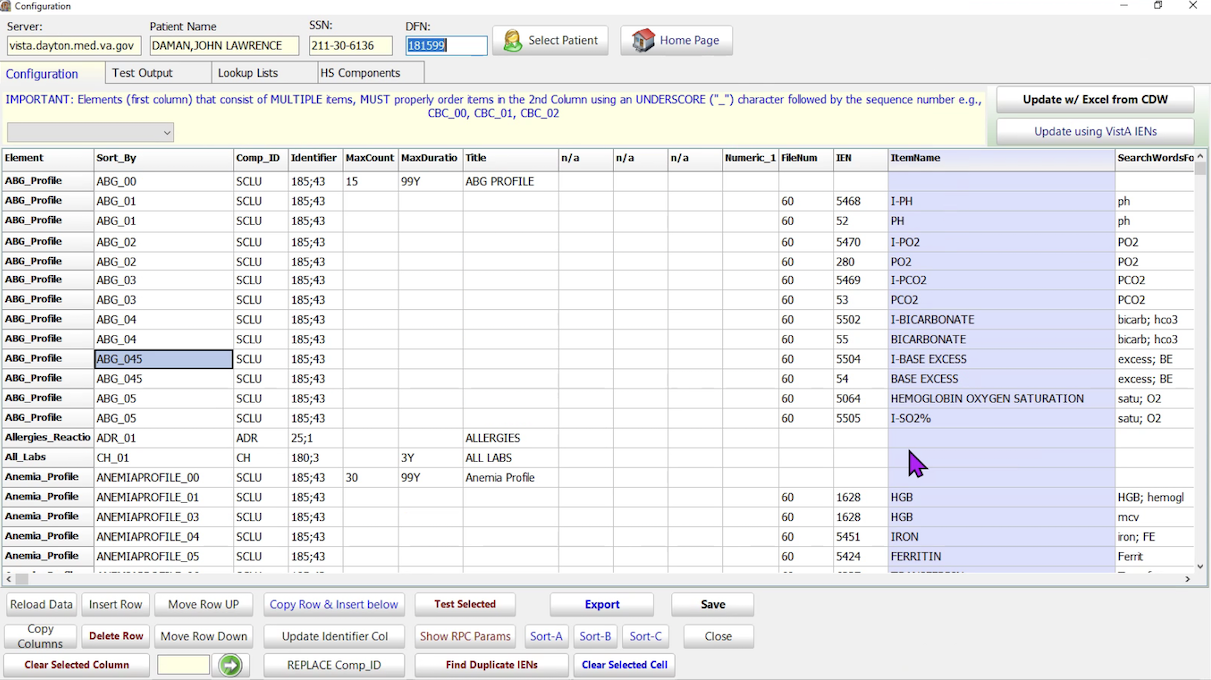 Configuration
Server: Patient Name SSN: DFN:
vista.dayton.med.va.gov DAMAN,JOHN LAWRENCE 211-30-6136 181599 Select Patient Home Page
Configuration Test Output Lookup Lists HS Components
IMPORTANT: Elements (first column) that consist of MULTIPLE items, MUST properly order items in the 2nd Column using an UNDERSCORE ("_") character followed by the sequence number e.g.,
CBC_00, CBC_01, CBC_02
Update w/ Excel from CDW
Update using VistA IENs
Element Sort_By Comp_ID Identifier MaxCount MaxDuratio Title n/a n/a n/a Numeric_1 FileNum IEN ItemName SearchWordsFo
ABG_Profile ABG_00 SCLU 185;43 15 99Y ABG PROFILE
ABG_Profile ABG_01 SCLU 185;43 60 5468 I-PH ph
ABG_Profile ABG_01 SCLU 185;43 60 52 PH ph
ABG_Profile ABG_02 SCLU 185;43 60 5470 I-PO2 PO2
ABG_Profile ABG_02 SCLU 185;43 60 280 PO2 PO2
ABG_Profile ABG_03 SCLU 185;43 60 5469 I-PCO2 PCO2
ABG_Profile ABG_03 SCLU 185;43 60 53 PCO2 PCO2
ABG_Profile ABG_04 SCLU 185;43 60 5502 I-BICARBONATE bicarb; hco3
ABG_Profile ABG_04 SCLU 185;43 60 55 BICARBONATE bicarb; hco3
ABG_Profile ABG_045 SCLU 185;43 60 5504 I-BASE EXCESS excess; BE
ABG_Profile ABG_045 SCLU 185;43 60 54 BASE EXCESS excess; BE
ABG_Profile ABG_05 SCLU 185;43 60 5064 HEMOGLOBIN OXYGEN SATURATION satu; O2
ABG_Profile ABG_05 SCLU 185;43 60 5505 I-SO2% satu; O2
Allergies_Reactio ADR_01 ADR 25;1 ALLERGIES
All_Labs CH_01 CH 180;3 3Y ALL LABS
Anemia_Profile ANEMIAPROFILE_00 SCLU 185;43 30 99Y Anemia Profile
Anemia_Profile ANEMIAPROFILE_01 SCLU 185;43 60 1628 HGB HGB; hemogl
Anemia_Profile ANEMIAPROFILE_03 SCLU 185;43 60 1628 HGB mcv
Anemia_Profile ANEMIAPROFILE_04 SCLU 185;43 60 5451 IRON iron; FE
Anemia_Profile ANEMIAPROFILE_05 SCLU 185;43 60 5424 FERRITIN Ferrit
Reload Data Insert Row Move Row UP Copy Row & Insert below Test Selected Export Save
Copy
Columns Delete Row Move Row Down Update Identifier Col Show RPC Params Sort-A Sort-B Sort-C Close
Clear Selected Column REPLACE Comp_ID Find Duplicate IENs Clear Selected Cell